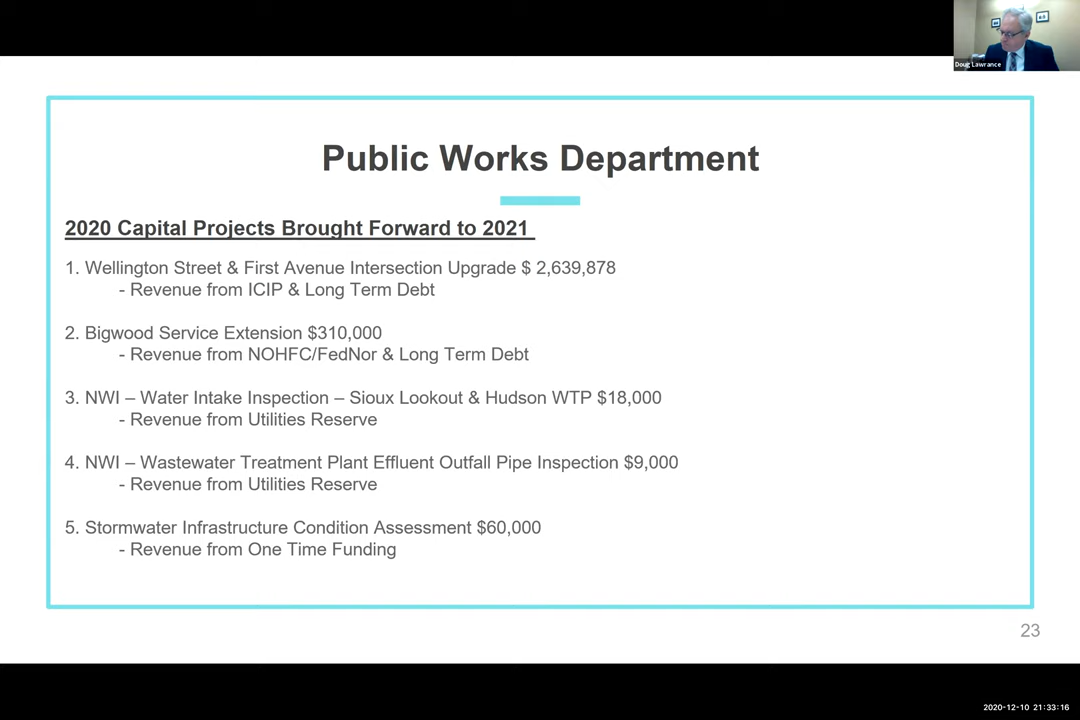 Doug Lawrance
Public Works Department
2020 Capital Projects Brought Forward to 2021
1. Wellington Street & First Avenue Intersection Upgrade $ 2,639,878
- Revenue from ICIP & Long Term Debt
2. Bigwood Service Extension $310,000
- Revenue from NOHFC/FedNor & Long Term Debt
3. NWI – Water Intake Inspection – Sioux Lookout & Hudson WTP $18,000
- Revenue from Utilities Reserve
4. NWI – Wastewater Treatment Plant Effluent Outfall Pipe Inspection $9,000
- Revenue from Utilities Reserve
5. Stormwater Infrastructure Condition Assessment $60,000
- Revenue from One Time Funding
23
2020-12-10 21:33:16